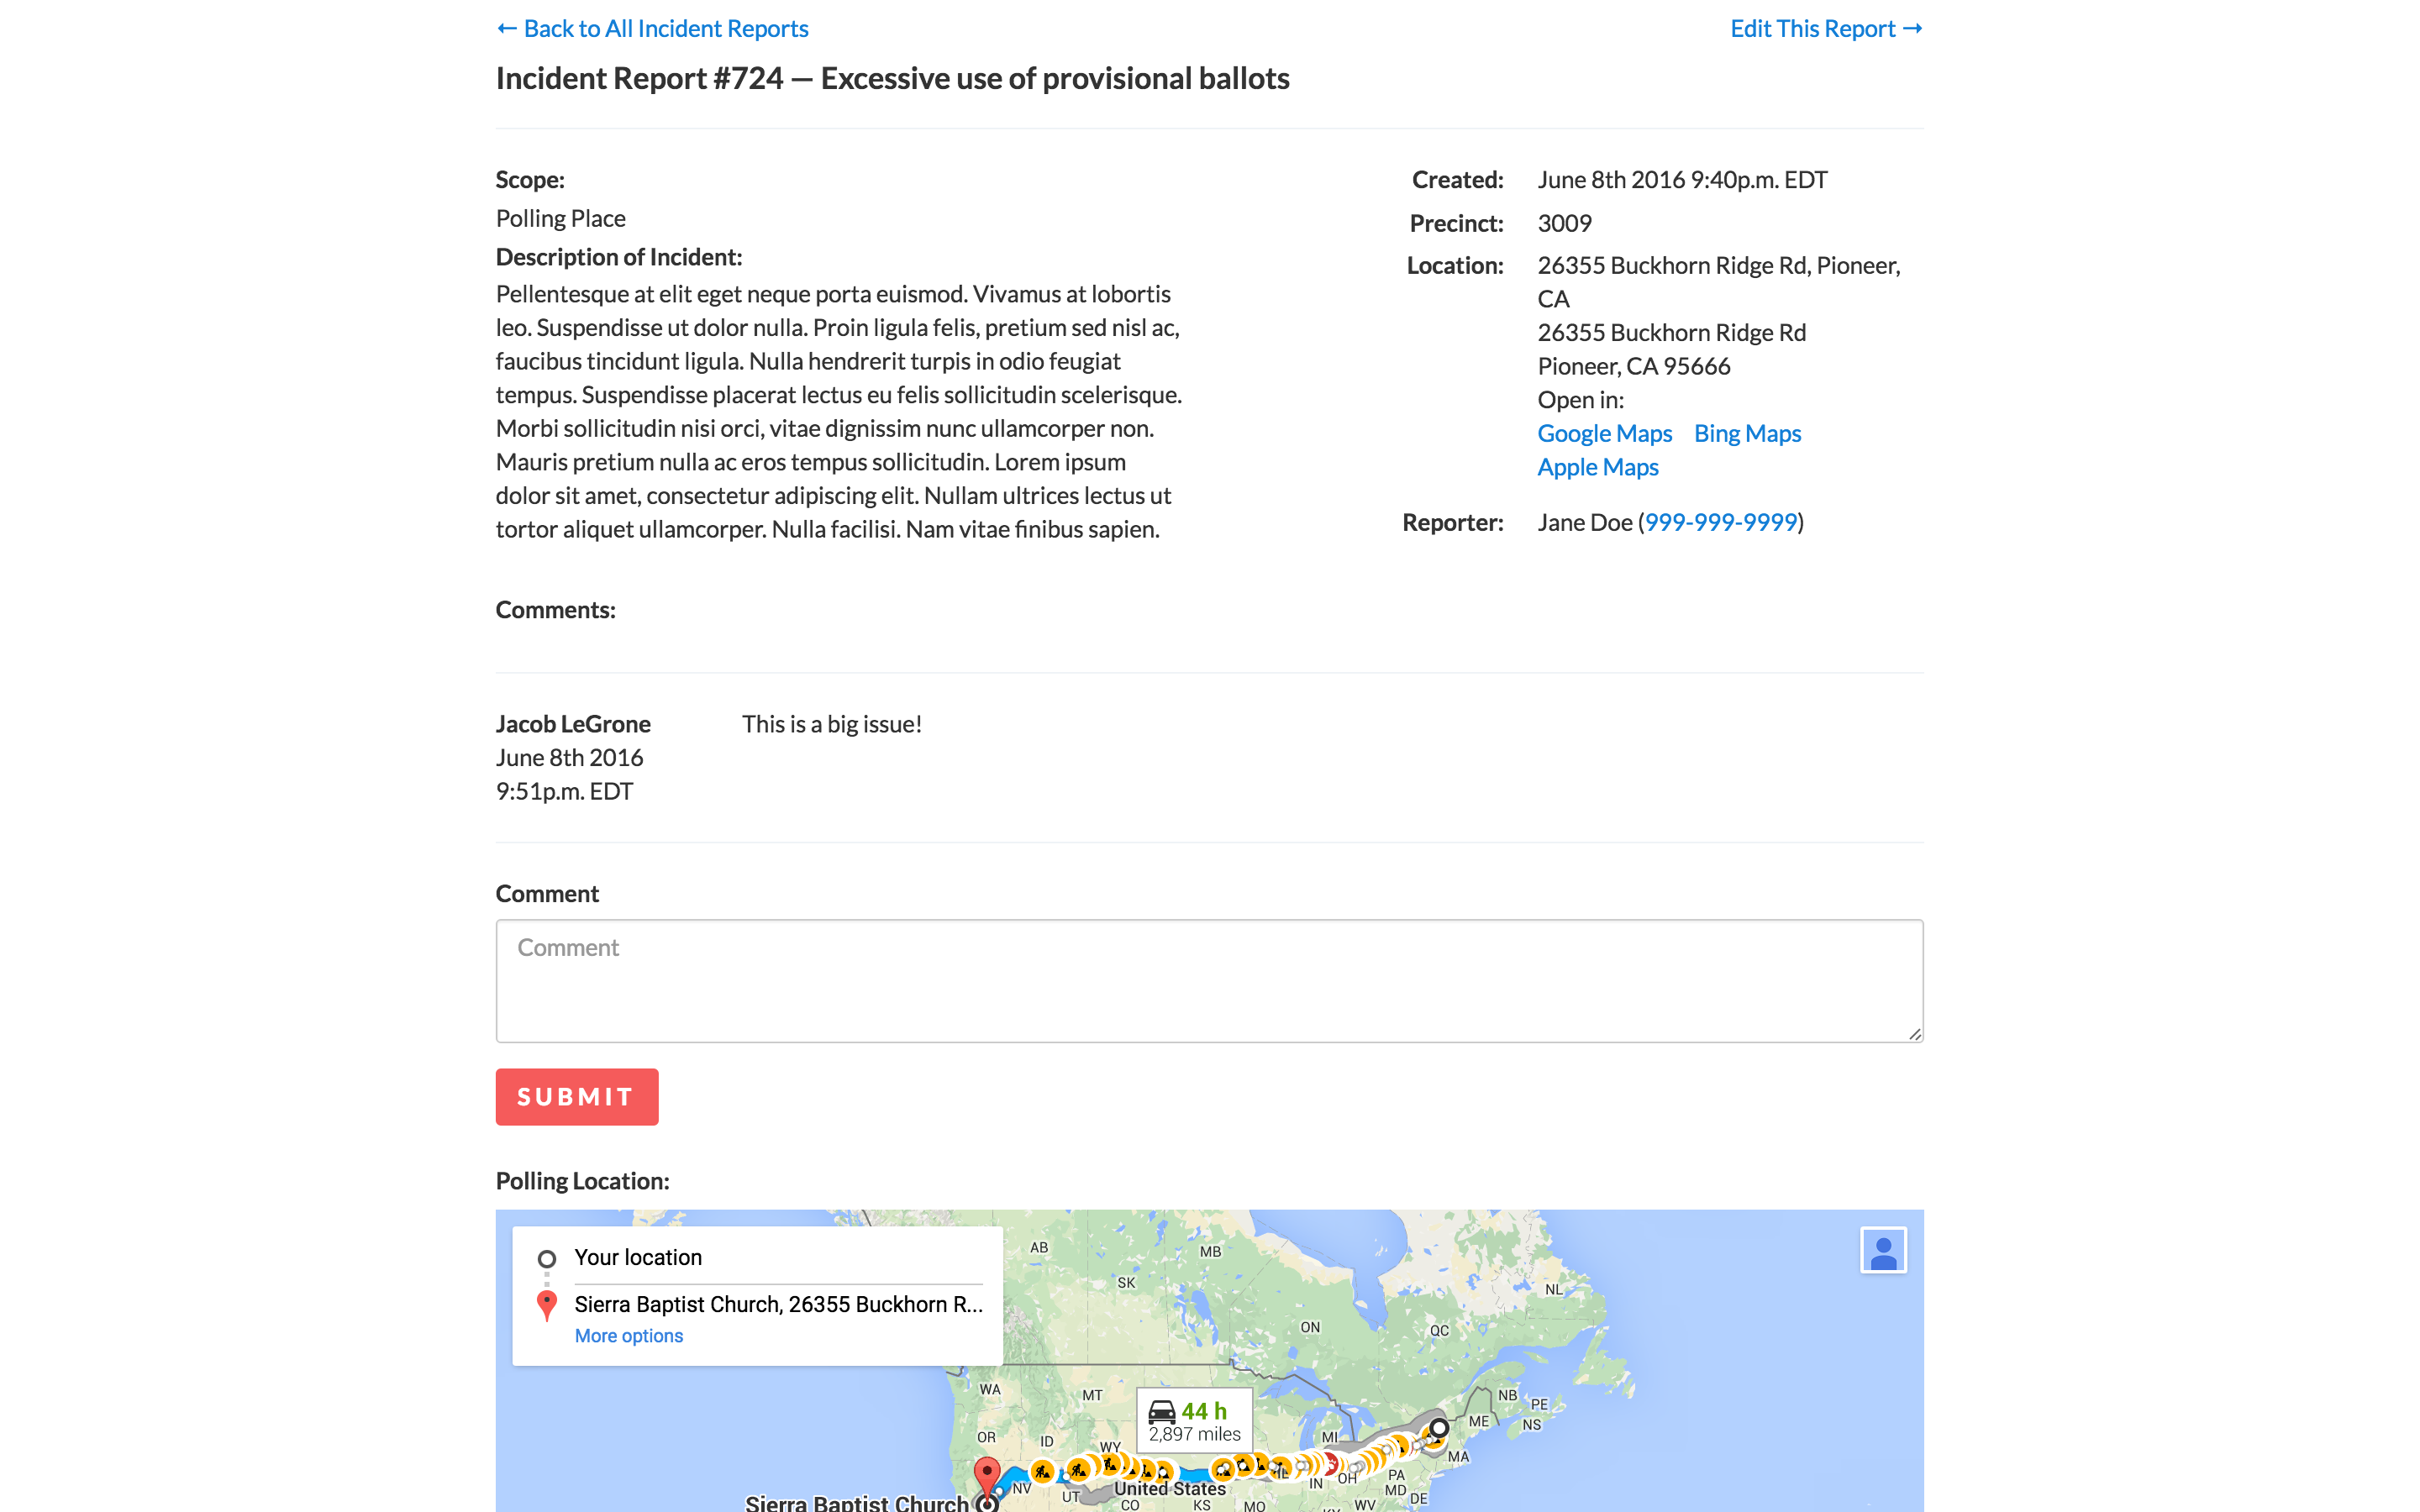 ← Back to All Incident Reports
Edit This Report →
Incident Report #724 — Excessive use of provisional ballots
Scope:
Polling Place
Description of Incident:
Pellentesque at elit eget neque porta euismod. Vivamus at lobortis
leo. Suspendisse ut dolor nulla. Proin ligula felis, pretium sed nisl ac,
faucibus tincidunt ligula. Nulla hendrerit turpis in odio feugiat
tempus. Suspendisse placerat lectus eu felis sollicitudin scelerisque.
Morbi sollicitudin nisi orci, vitae dignissim nunc ullamcorper non.
Mauris pretium nulla ac eros tempus sollicitudin. Lorem ipsum
dolor sit amet, consectetur adipiscing elit. Nullam ultrices lectus ut
tortor aliquet ullamcorper. Nulla facilisi. Nam vitae finibus sapien.
Created: June 8th 2016 9:40p.m. EDT
Precinct: 3009
Location: 26355 Buckhorn Ridge Rd, Pioneer,
CA
26355 Buckhorn Ridge Rd
Pioneer, CA 95666
Open in:
Google Maps Bing Maps
Apple Maps
Reporter: Jane Doe (999-999-9999)
Comments:
Jacob LeGrone
June 8th 2016
9:51p.m. EDT
This is a big issue!
Comment
Comment
SUBMIT
Polling Location:
Your location
Sierra Baptist Church, 26355 Buckhorn R...
More options
AB
MB
SK
NL
ON
QC
WA
MT
NB
PE
ME
NS
44 h
2,897 miles
OR
ID
WY
MI
MA
NV
UT
United States
IN
OH
PA
MD
DE
Sierra Baptist Church
CO
KS
MO
WV